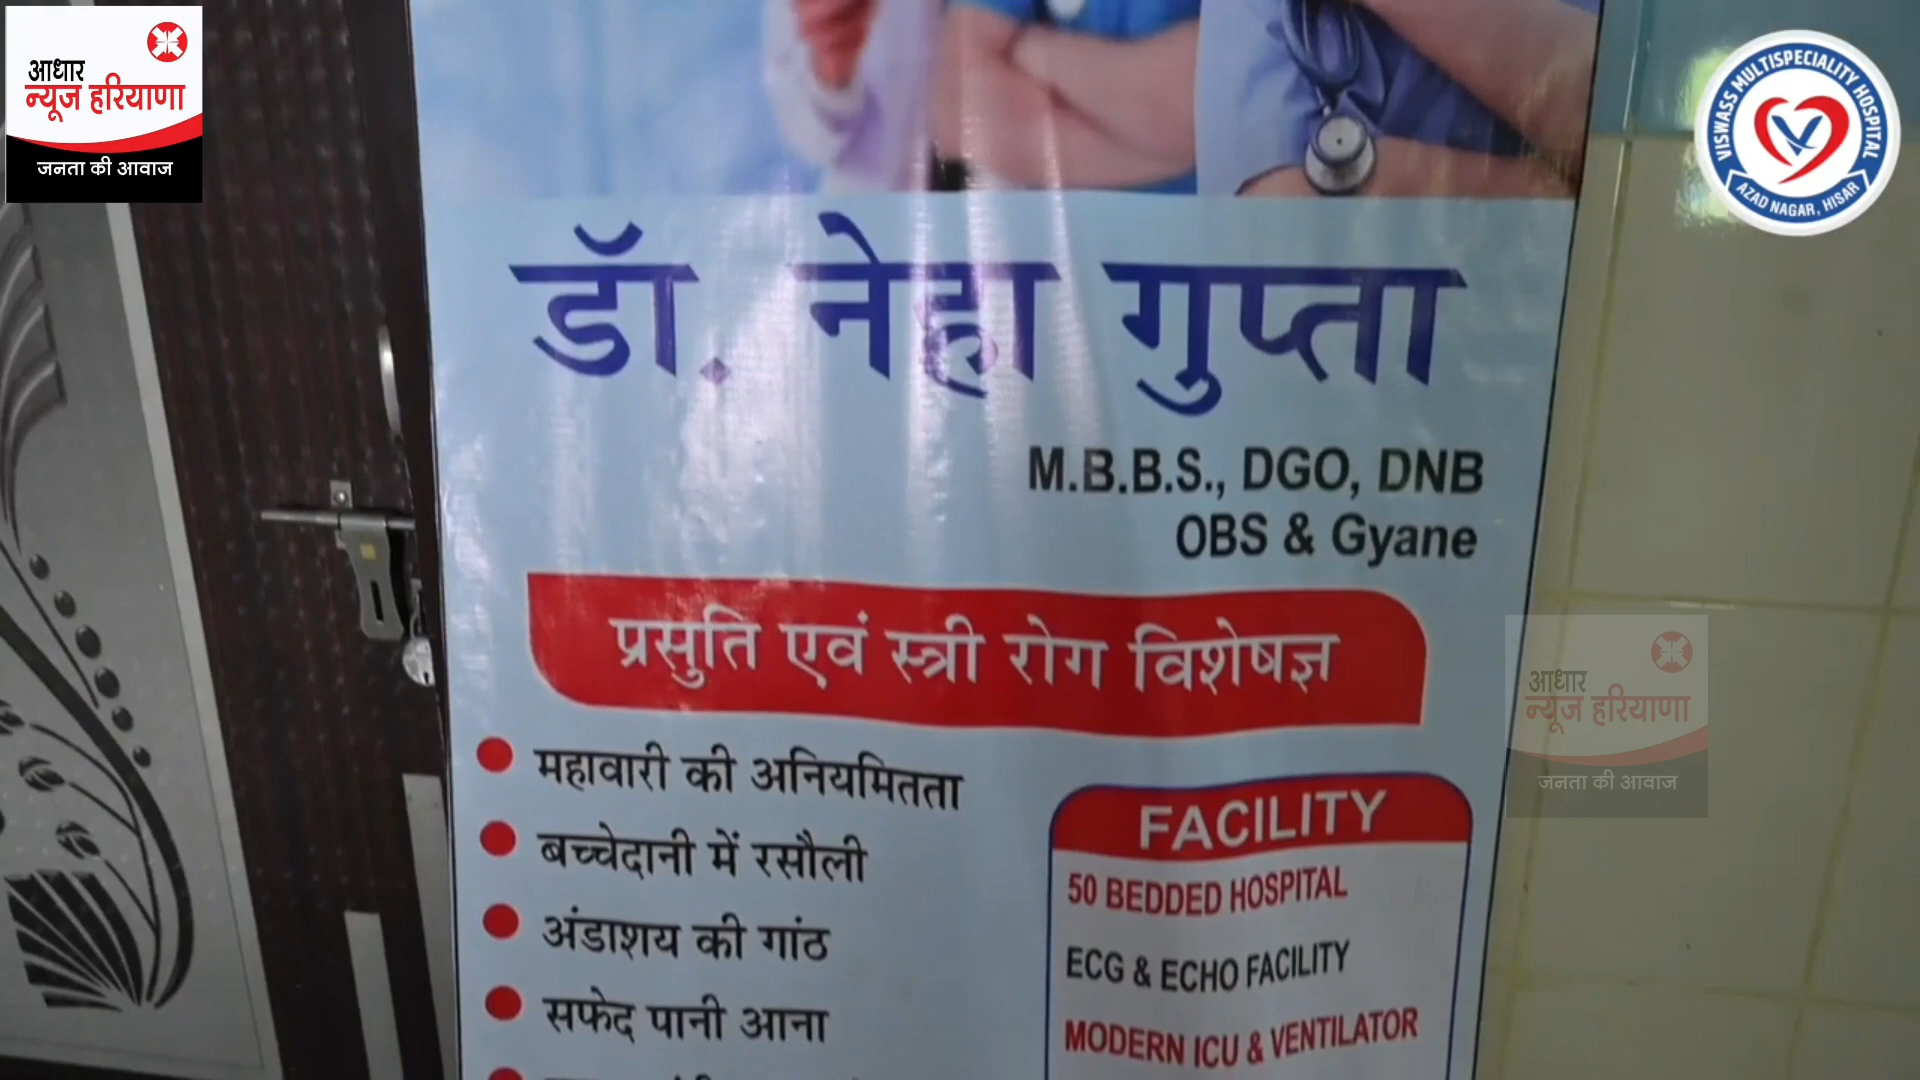 आधार
न्यूज हरियाणा
जनता की आवाज
VISWASS MULTISPECIALITY HOSPITAL
AZAD NAGAR, HISAR
डॉ. नेहा गुप्ता
M.B.B.S., DGO, DNB
OBS & Gyane
प्रसुति एवं स्त्री रोग विशेषज्ञ
महावारी की अनियमितता
बच्चेदानी में रसौली
अंडाशय की गांठ
सफेद पानी आना
FACILITY
50 BEDDED HOSPITAL
ECG & ECHO FACILITY
MODERN ICU & VENTILATOR
आधार
न्यूज हरियाणा
जनता की आवाज